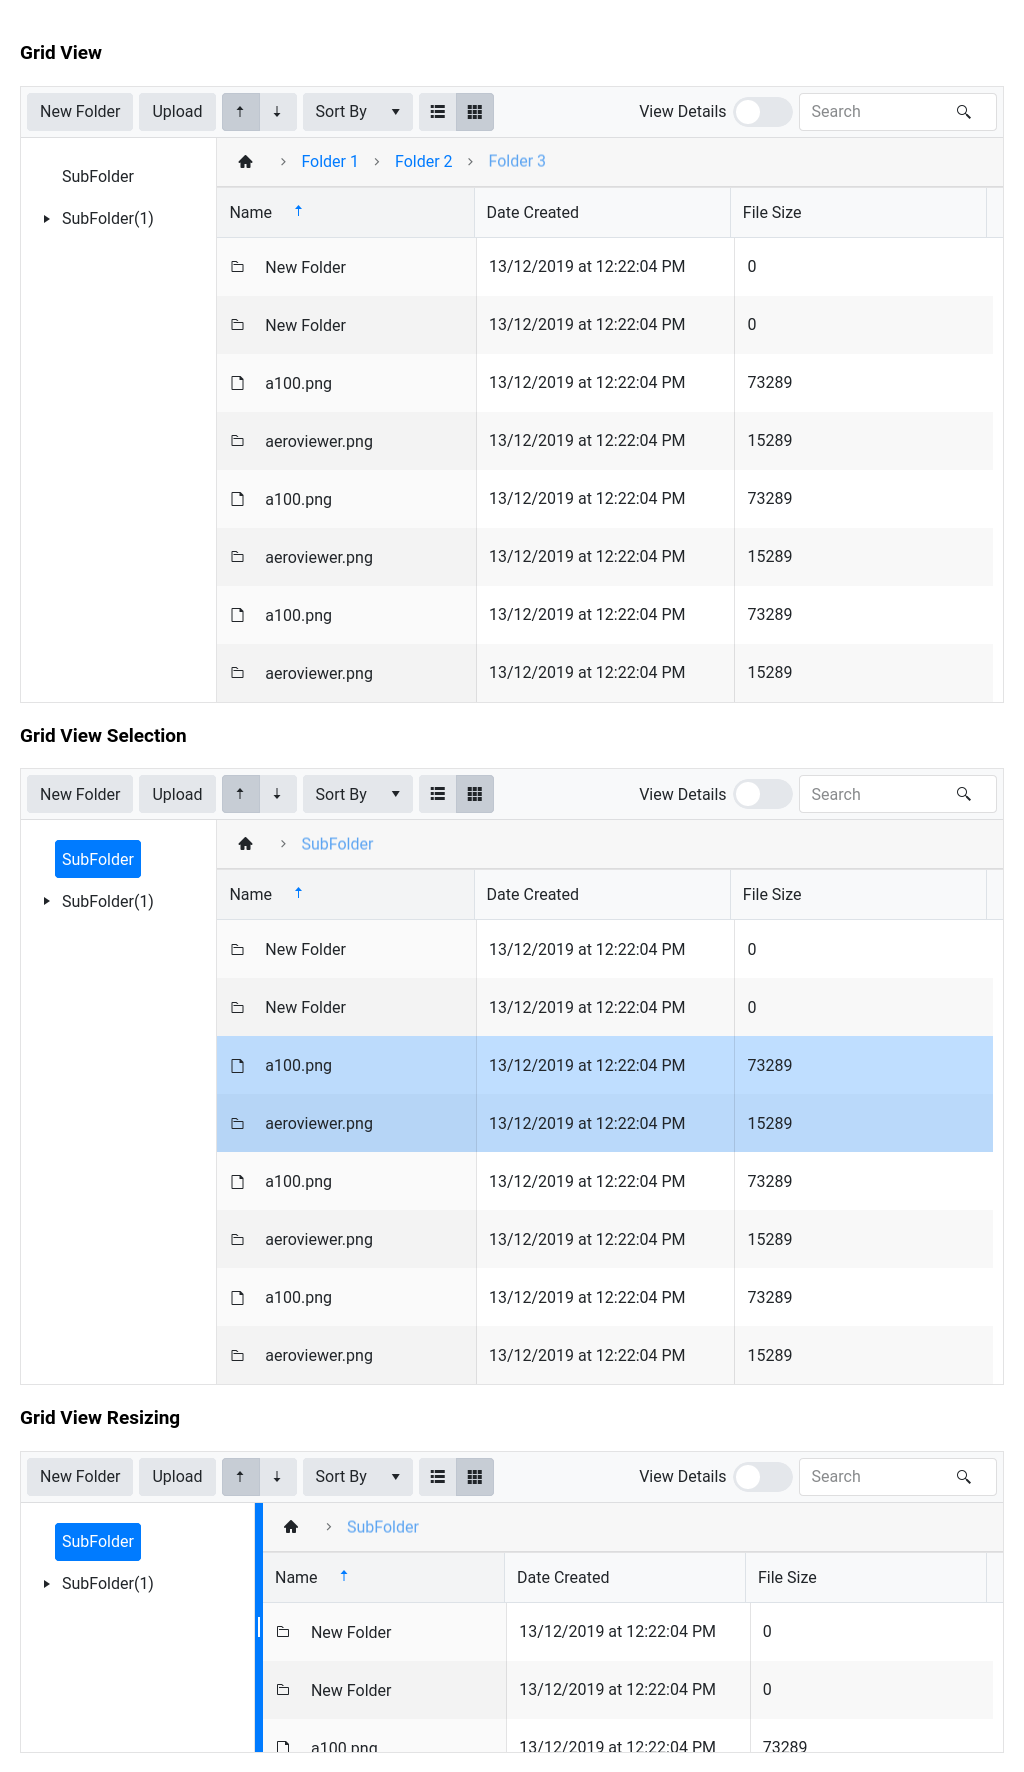 Grid View
New Folder Upload Sort By View Details Search
SubFolder
SubFolder(1)
Folder 1 Folder 2 Folder 3
Name Date Created File Size
New Folder 13/12/2019 at 12:22:04 PM 0
New Folder 13/12/2019 at 12:22:04 PM 0
a100.png 13/12/2019 at 12:22:04 PM 73289
aeroviewer.png 13/12/2019 at 12:22:04 PM 15289
a100.png 13/12/2019 at 12:22:04 PM 73289
aeroviewer.png 13/12/2019 at 12:22:04 PM 15289
a100.png 13/12/2019 at 12:22:04 PM 73289
aeroviewer.png 13/12/2019 at 12:22:04 PM 15289
Grid View Selection
New Folder Upload Sort By View Details Search
SubFolder
SubFolder(1)
SubFolder
Name Date Created File Size
New Folder 13/12/2019 at 12:22:04 PM 0
New Folder 13/12/2019 at 12:22:04 PM 0
a100.png 13/12/2019 at 12:22:04 PM 73289
aeroviewer.png 13/12/2019 at 12:22:04 PM 15289
a100.png 13/12/2019 at 12:22:04 PM 73289
aeroviewer.png 13/12/2019 at 12:22:04 PM 15289
a100.png 13/12/2019 at 12:22:04 PM 73289
aeroviewer.png 13/12/2019 at 12:22:04 PM 15289
Grid View Resizing
New Folder Upload Sort By View Details Search
SubFolder
SubFolder(1)
SubFolder
Name Date Created File Size
New Folder 13/12/2019 at 12:22:04 PM 0
New Folder 13/12/2019 at 12:22:04 PM 0
a100.png 13/12/2019 at 12:22:04 PM 73289